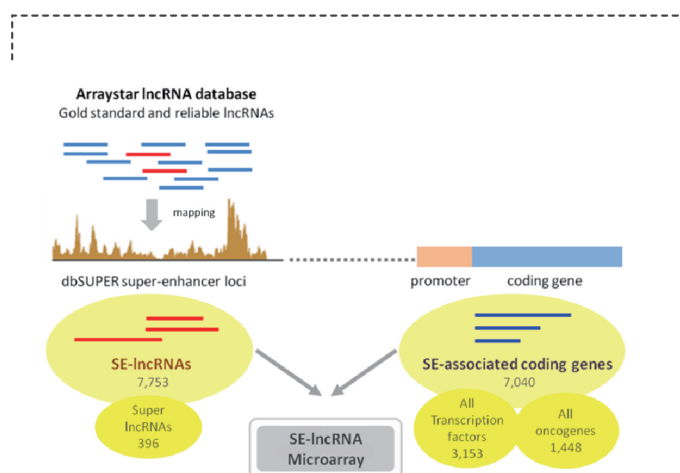 Arraystar lncRNA database
Gold standard and reliable lncRNAs
mapping
dbSUPER super-enhancer loci
promoter
coding gene
SE-lncRNAs
7,753
Super
lncRNAs
396
SE-associated coding genes
7,040
All
Transcription
factors
3,153
All
oncogenes
1,448
SE-lncRNA
Microarray